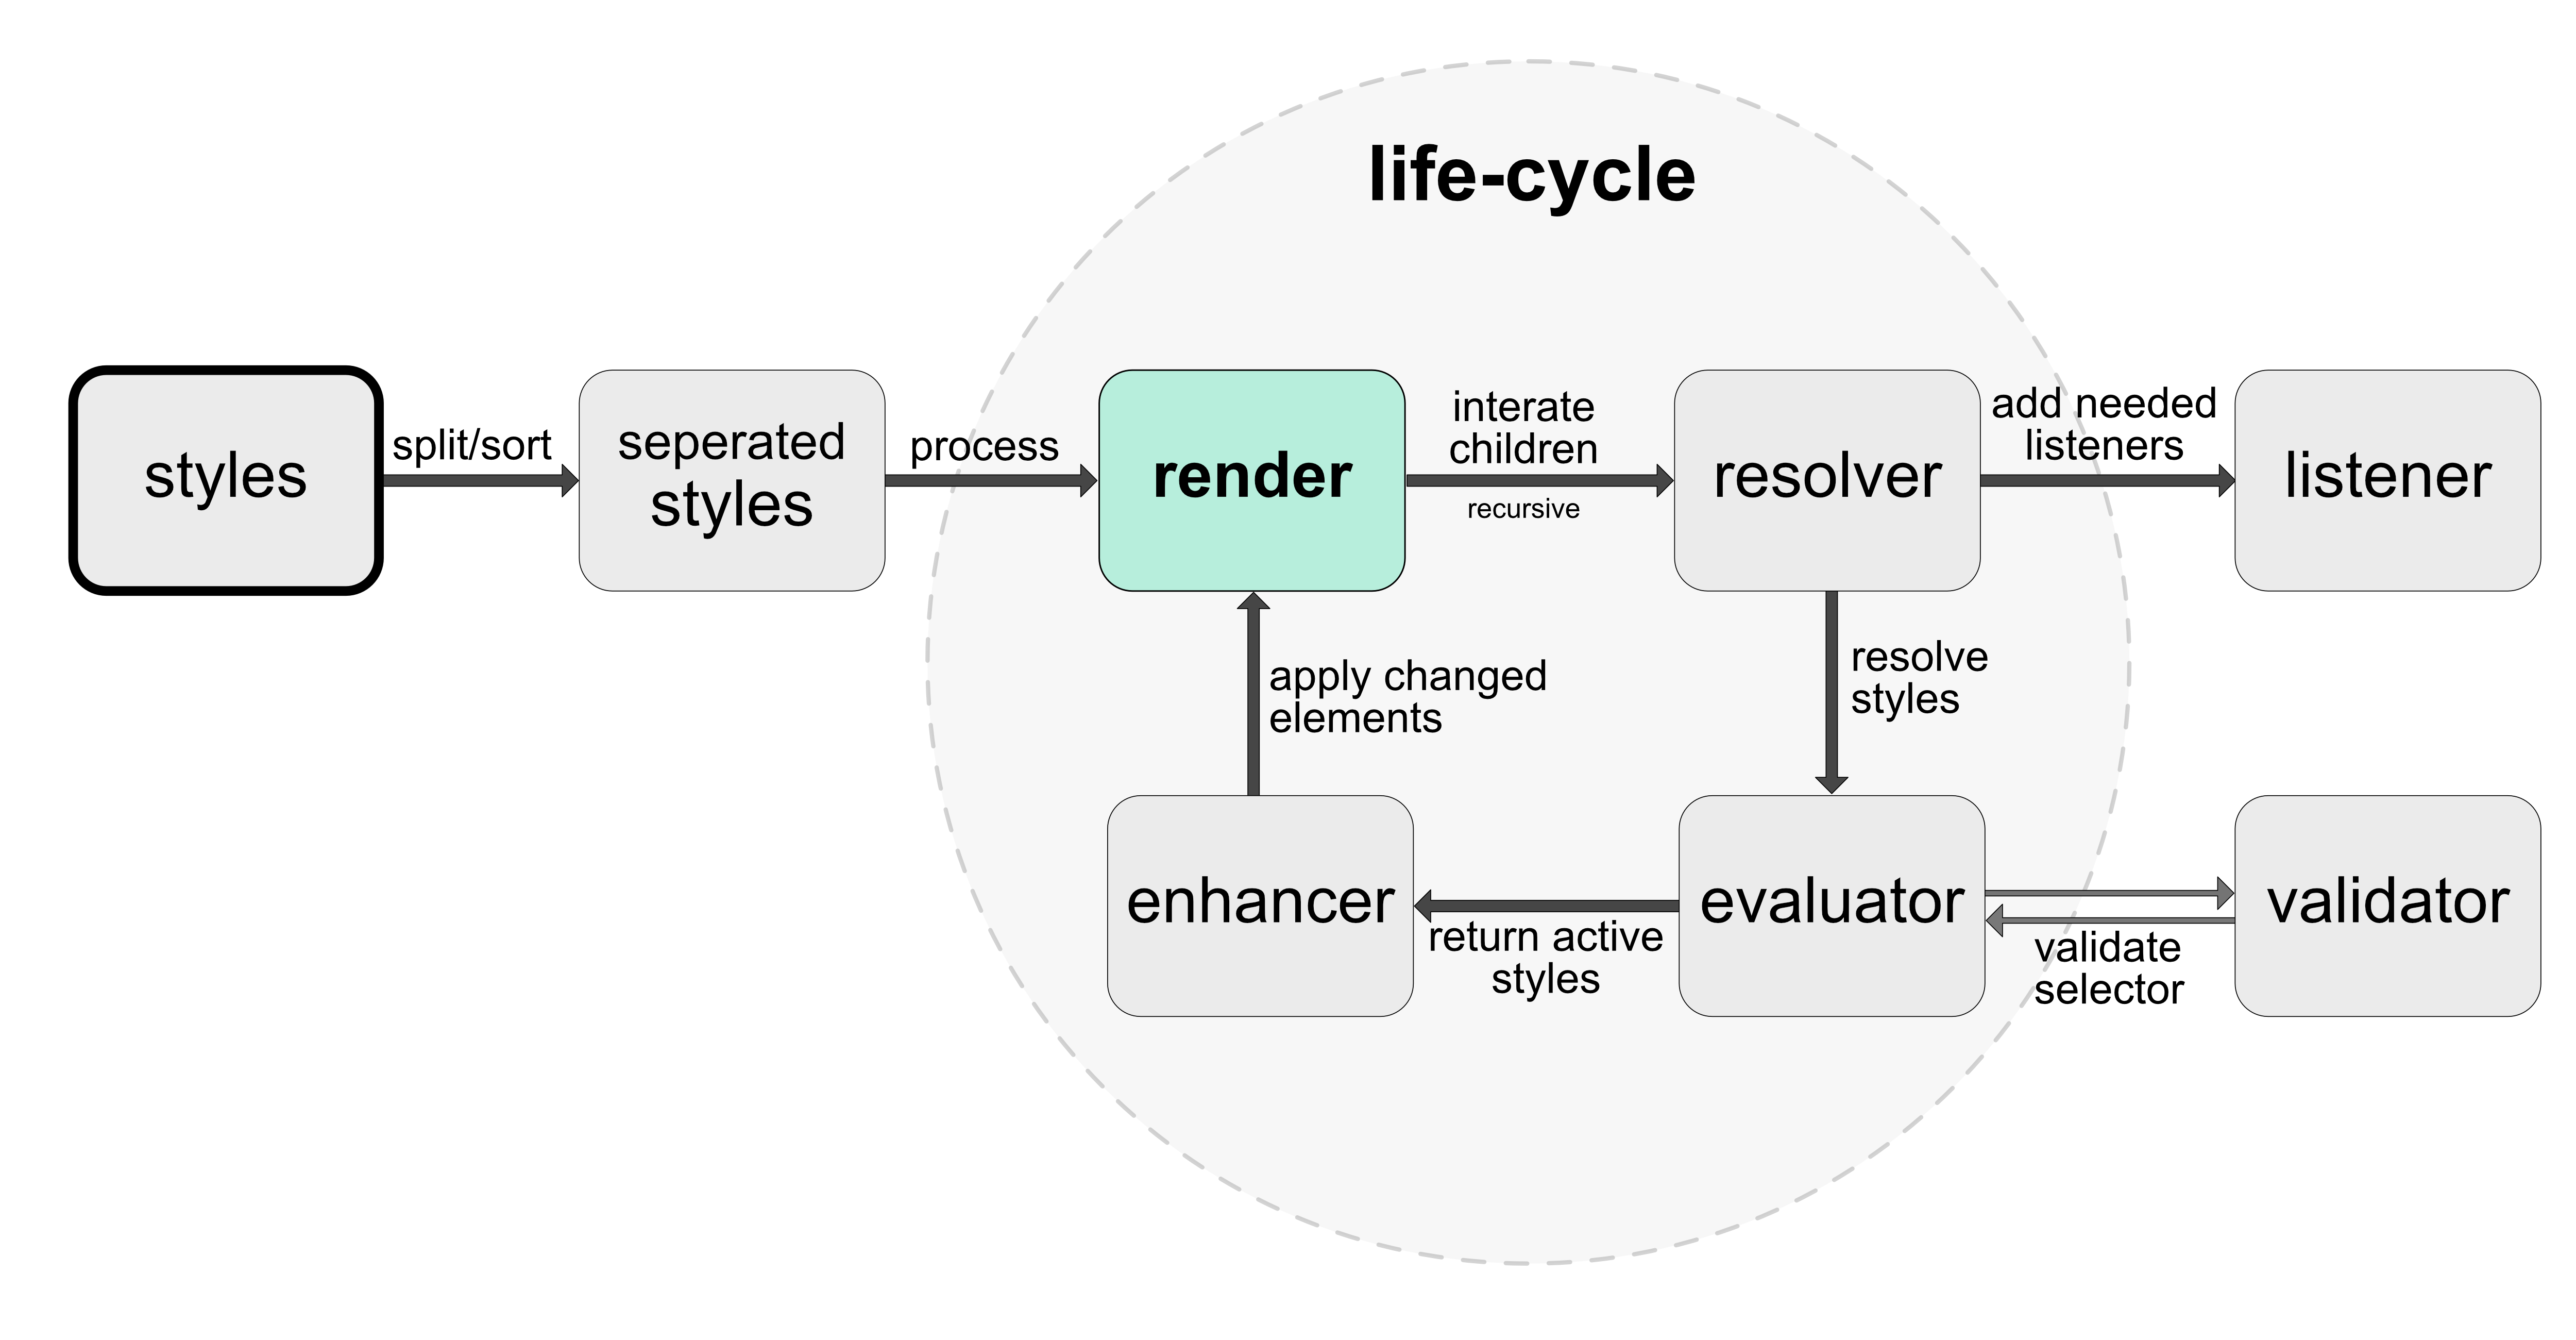 life-cycle
styles
split/sort
seperated
styles
process
render
interate
children
recursive
resolver
add needed
listeners
listener
apply changed
elements
resolve
styles
enhancer
return active
styles
evaluator
validate
selector
validator